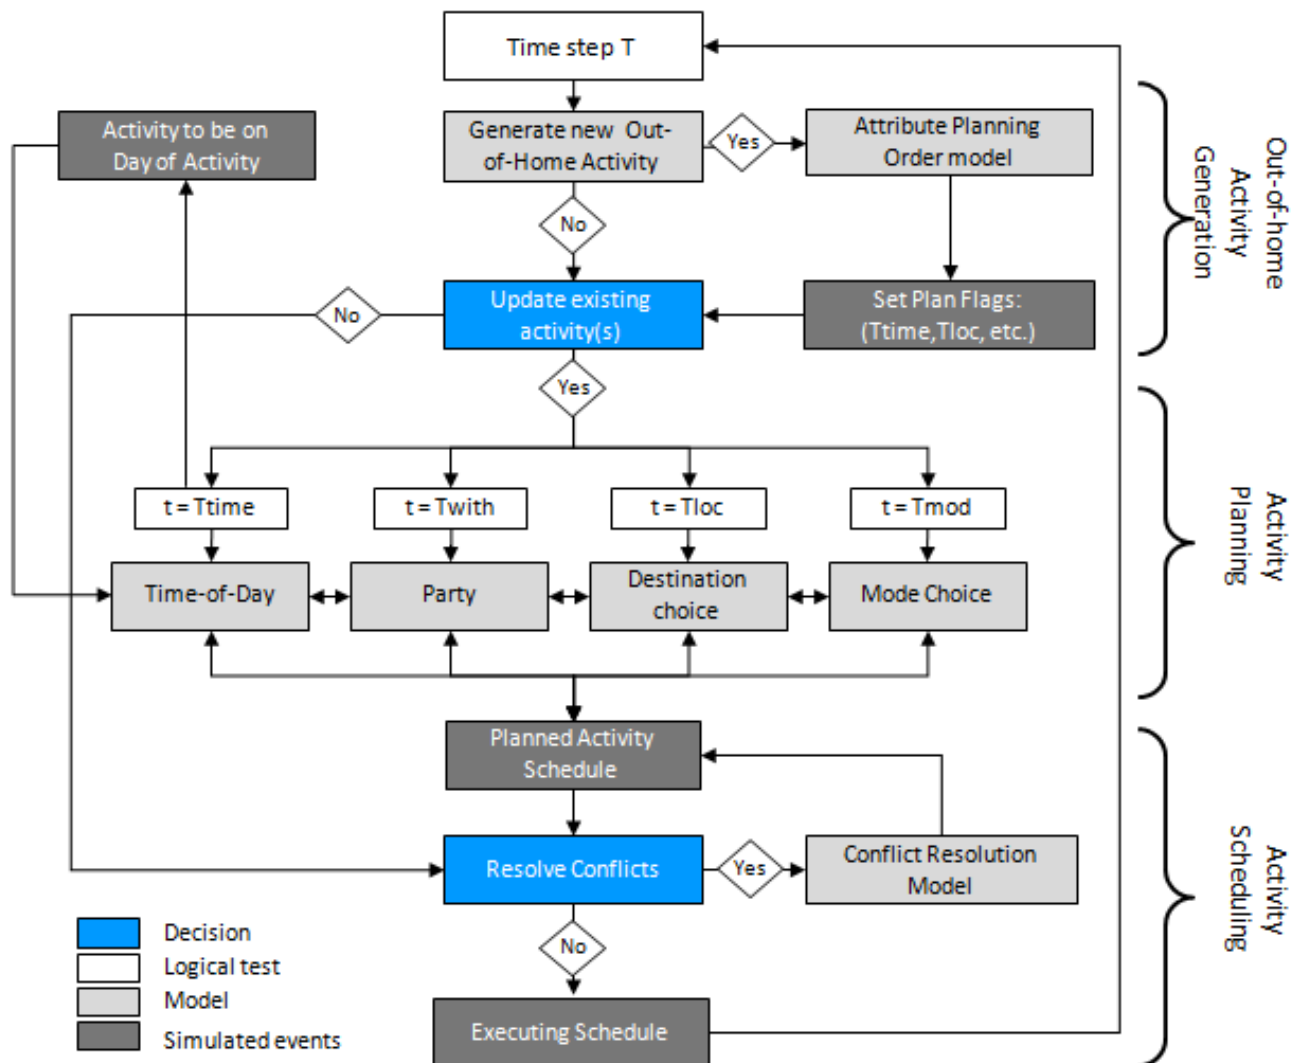 Time step T
Activity to be on
Day of Activity
Generate new Out-
of-Home Activity
Yes
Attribute Planning
Order model
Out-of-home
Activity
Generation
No
No
Update existing
activity(s)
Set Plan Flags:
(Ttime,Tloc, etc.)
Yes
t = Ttime
t = Twith
t = Tloc
t = Tmod
Activity
Planning
Time-of-Day
Party
Destination
choice
Mode Choice
Planned Activity
Schedule
Resolve Conflicts
Yes
Conflict Resolution
Model
Activity
Scheduling
No
Decision
Logical test
Model
Simulated events
Executing Schedule